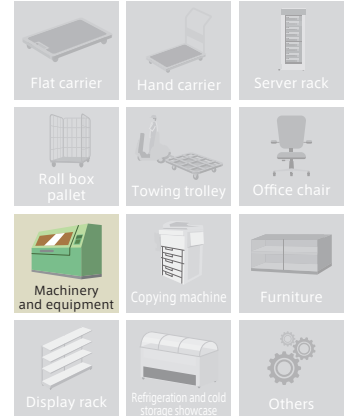 Flat carrier
Hand carrier
Server rack
Roll box
pallet
Towing trolley
Office chair
Machinery
and equipment
Copying machine
Furniture
Display rack
Refrigeration and cold
storage showcase
Others